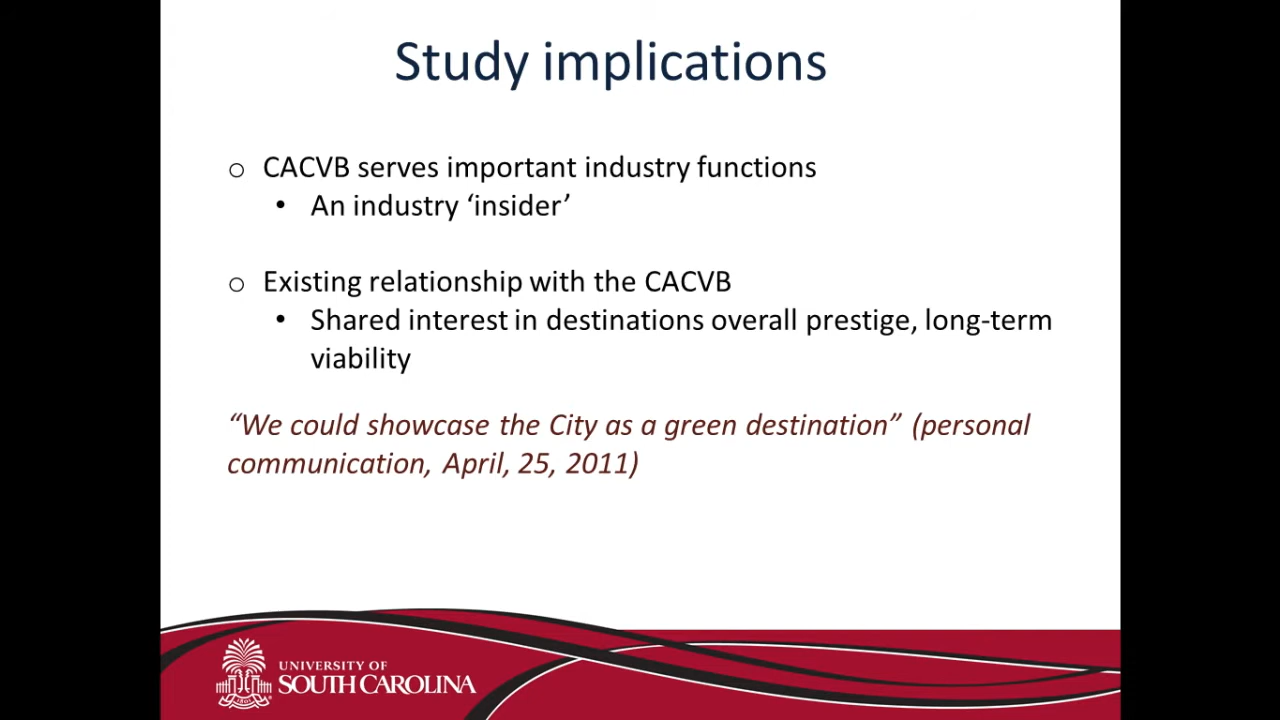 Study implications
o CACVB serves important industry functions
• An industry ‘insider’
o Existing relationship with the CACVB
• Shared interest in destinations overall prestige, long-term
viability
“We could showcase the City as a green destination” (personal
communication, April, 25, 2011)
UNIVERSITY OF
SOUTH CAROLINA